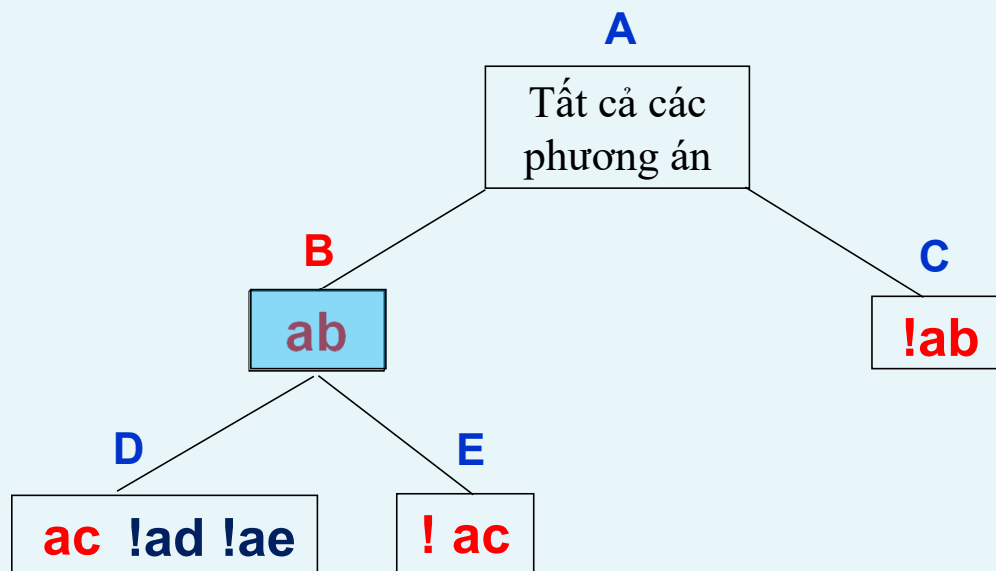 A
Tất cả các
phương án
B
C
ab
!ab
D
E
ac !ad !ae
! ac